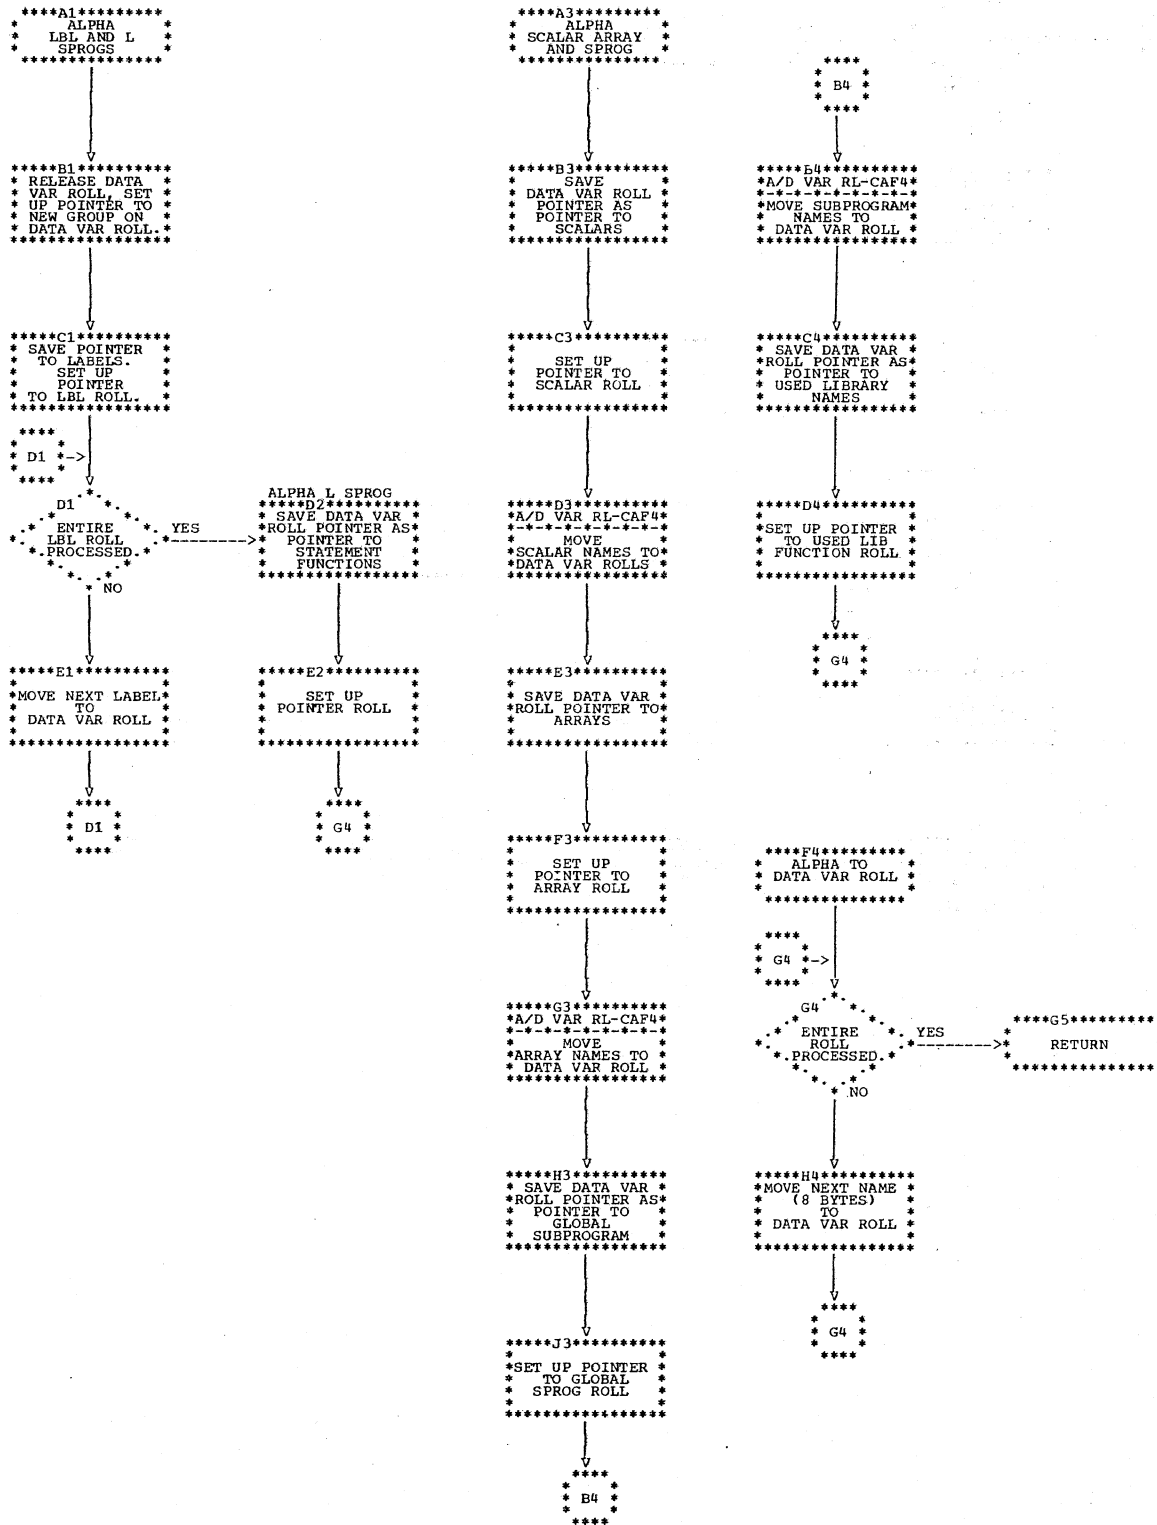 ****A1*********
ALPHA
LBL AND L
SPROGS
*****B1**********
RELEASE DATA
VAR ROLL, SET
UP POINTER TO
NEW GROUP ON
DATA VAR ROLL.
*****C1**********
SAVE POINTER
TO LABELS.
SET UP
POINTER
TO LBL ROLL.
D1 *->
D1
ENTIRE
LBL ROLL
PROCESSED.
YES
NO
*****E1**********
MOVE NEXT LABEL
TO
DATA VAR ROLL
D1
ALPHA L SPROG
*****D2**********
SAVE DATA VAR
ROLL POINTER AS
POINTER TO
STATEMENT
FUNCTIONS
*****E2**********
SET UP
POINTER ROLL
G4
****A3*********
ALPHA
SCALAR ARRAY
AND SPROG
*****B3**********
SAVE
DATA VAR ROLL
POINTER AS
POINTER TO
SCALARS
*****C3**********
SET UP
POINTER TO
SCALAR ROLL
*****D3**********
*A/D VAR RL-CAF4*
*-*-*-*-*-*-*-*-*
MOVE
SCALAR NAMES TO
DATA VAR ROLLS
*****E3**********
SAVE DATA VAR
ROLL POINTER TO
ARRAYS
*****F3**********
SET UP
POINTER TO
ARRAY ROLL
*****G3**********
*A/D VAR RL-CAF4*
*-*-*-*-*-*-*-*-*
MOVE
ARRAY NAMES TO
DATA VAR ROLL
*****H3**********
SAVE DATA VAR
ROLL POINTER AS
POINTER TO
GLOBAL
SUBPROGRAM
*****J3**********
SET UP POINTER
TO GLOBAL
SPROG ROLL
B4
B4
*****B4**********
*A/D VAR RL-CAF4*
*-*-*-*-*-*-*-*-*
MOVE SUBPROGRAM
NAMES TO
DATA VAR ROLL
*****C4**********
SAVE DATA VAR
ROLL POINTER AS
POINTER TO
USED LIBRARY
NAMES
*****D4**********
SET UP POINTER
TO USED LIB
FUNCTION ROLL
G4
****F4*********
ALPHA TO
DATA VAR ROLL
G4 *->
G4
ENTIRE
ROLL
PROCESSED.
YES
NO
****G5*********
RETURN
*****H4**********
MOVE NEXT NAME
(8 BYTES)
TO
DATA VAR ROLL
G4